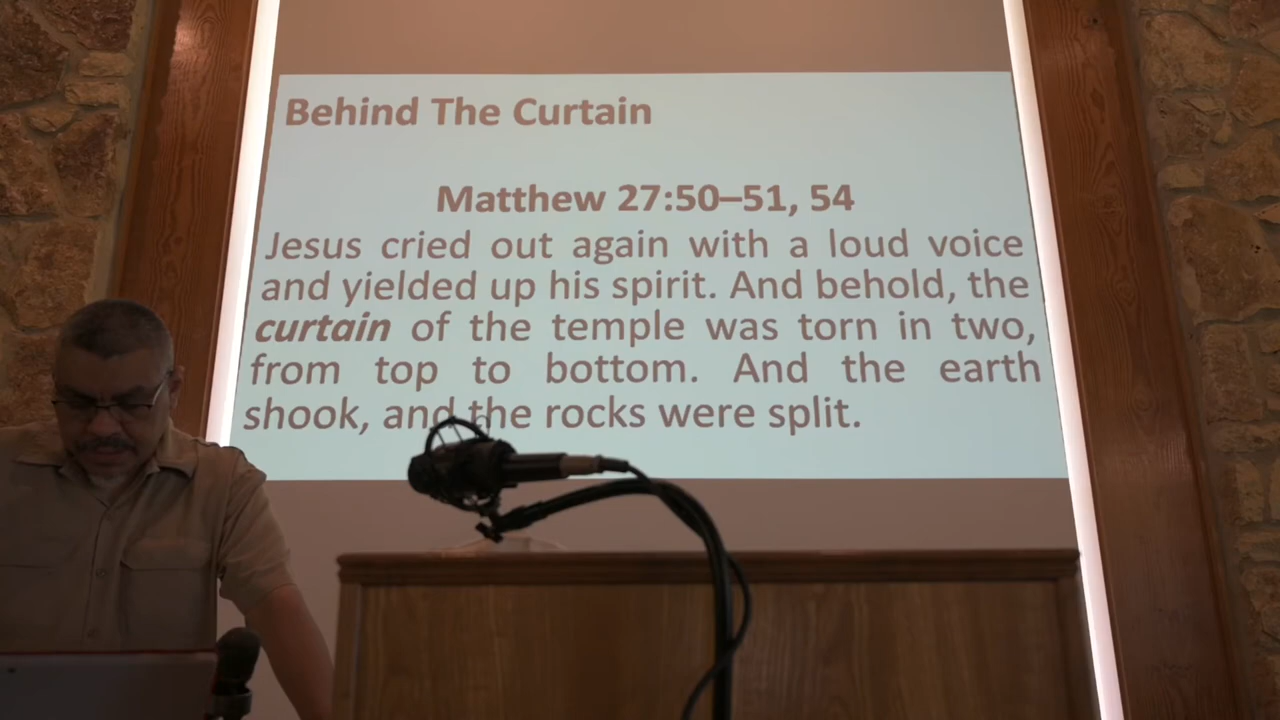 Behind The Curtain
Matthew 27:50–51, 54
Jesus cried out again with a loud voice
and yielded up his spirit. And behold, the
curtain of the temple was torn in two,
from top to bottom. And the earth
shook, and the rocks were split.